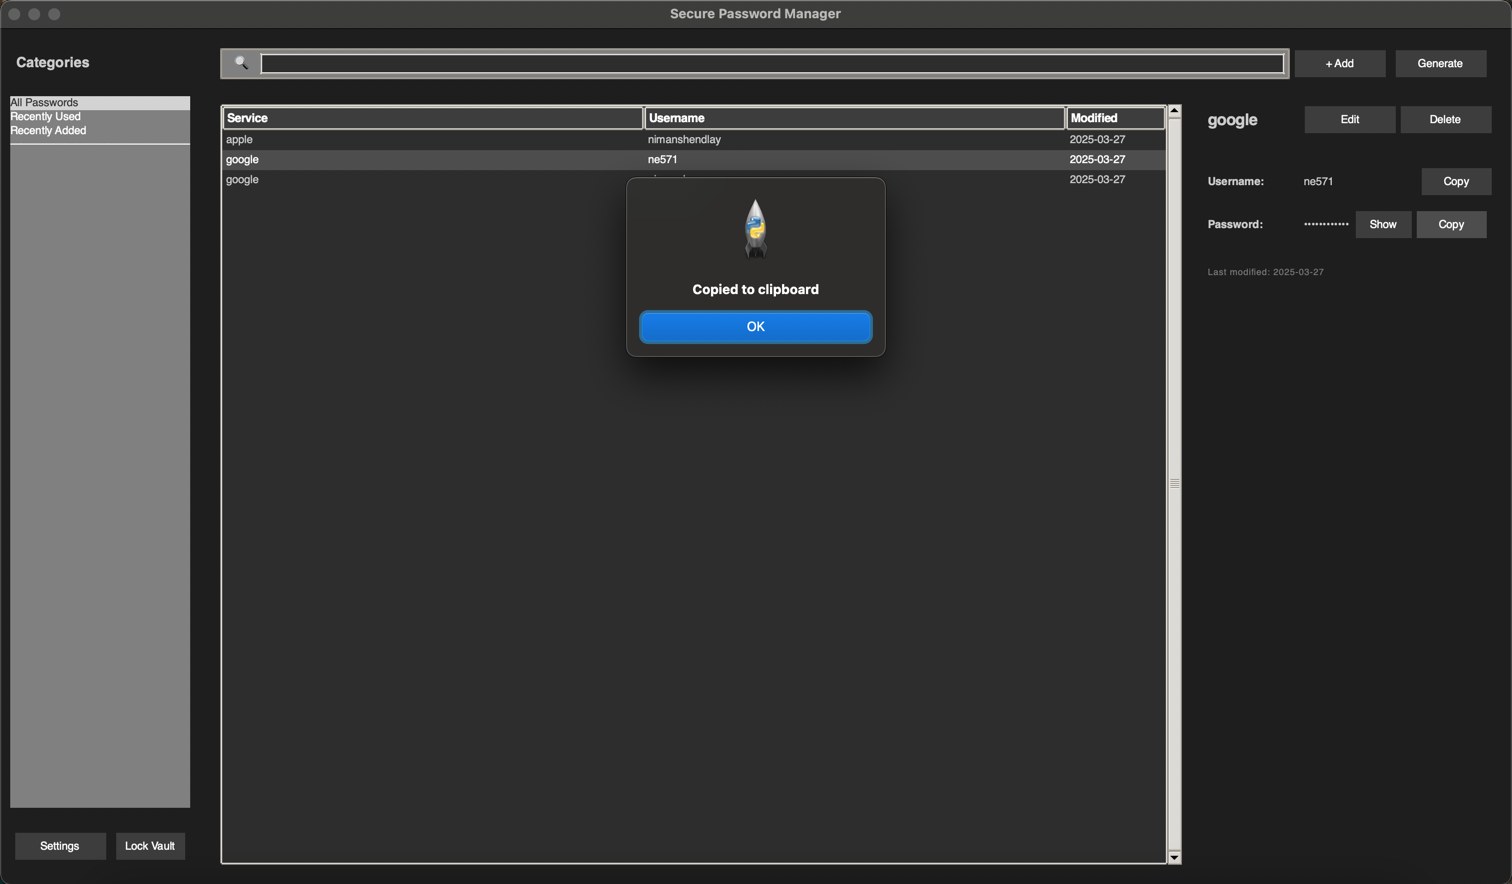 Secure Password Manager
Categories
+ Add
Generate
All Passwords
Recently Used
Recently Added
Service Username Modified
apple nimanshendlay 2025-03-27
google ne571 2025-03-27
google 2025-03-27
Copied to clipboard
OK
google
Edit
Delete
Username: ne571 Copy
Password: ••••••••••• Show Copy
Last modified: 2025-03-27
Settings
Lock Vault